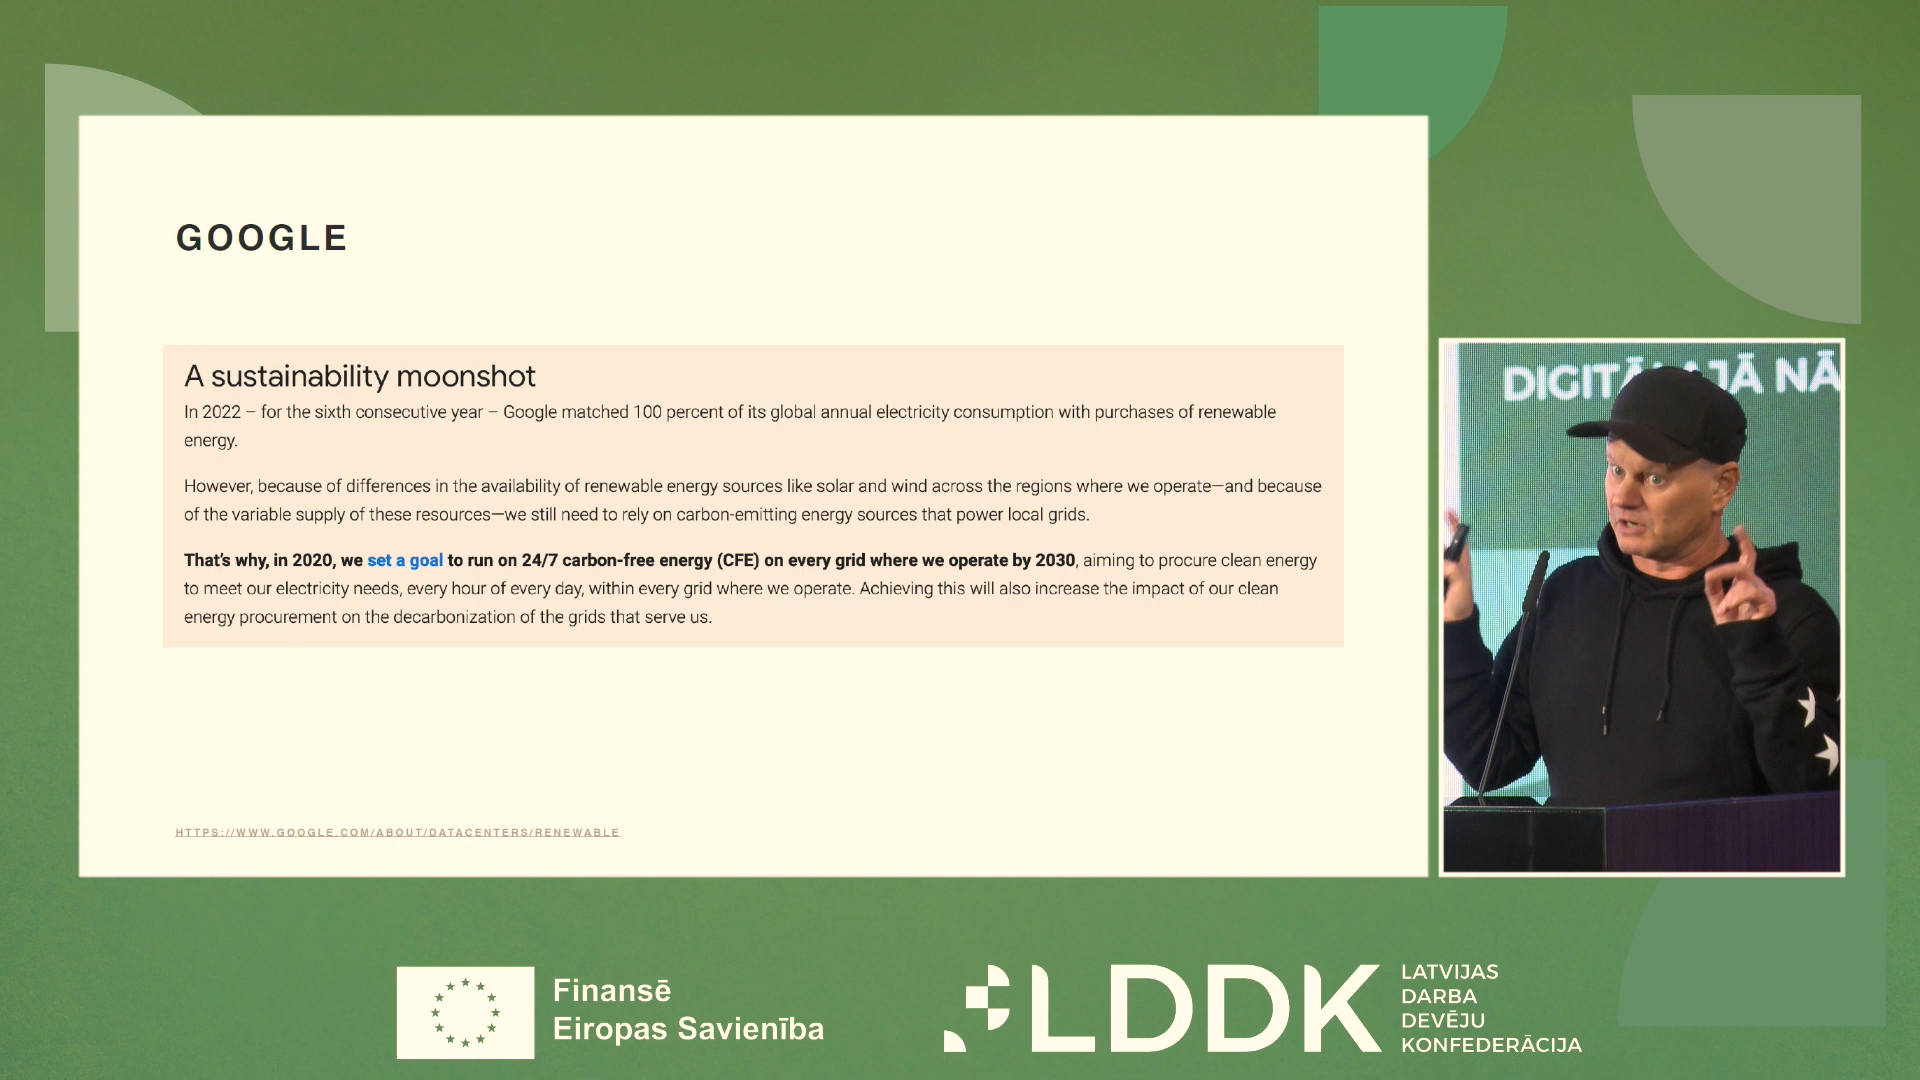 GOOGLE
A sustainability moonshot
In 2022 – for the sixth consecutive year – Google matched 100 percent of its global annual electricity consumption with purchases of renewable
energy.
However, because of differences in the availability of renewable energy sources like solar and wind across the regions where we operate—and because
of the variable supply of these resources—we still need to rely on carbon-emitting energy sources that power local grids.
That's why, in 2020, we set a goal to run on 24/7 carbon-free energy (CFE) on every grid where we operate by 2030, aiming to procure clean energy
to meet our electricity needs, every hour of every day, within every grid where we operate. Achieving this will also increase the impact of our clean
energy procurement on the decarbonization of the grids that serve us.
HTTPS://WWW.GOOGLE.COM/ABOUT/DATACENTERS/RENEWABLE
Finansē
Eiropas Savienība
LDDK
LATVIJAS
DARBA
DEVĒJU
KONFEDERĀCIJA